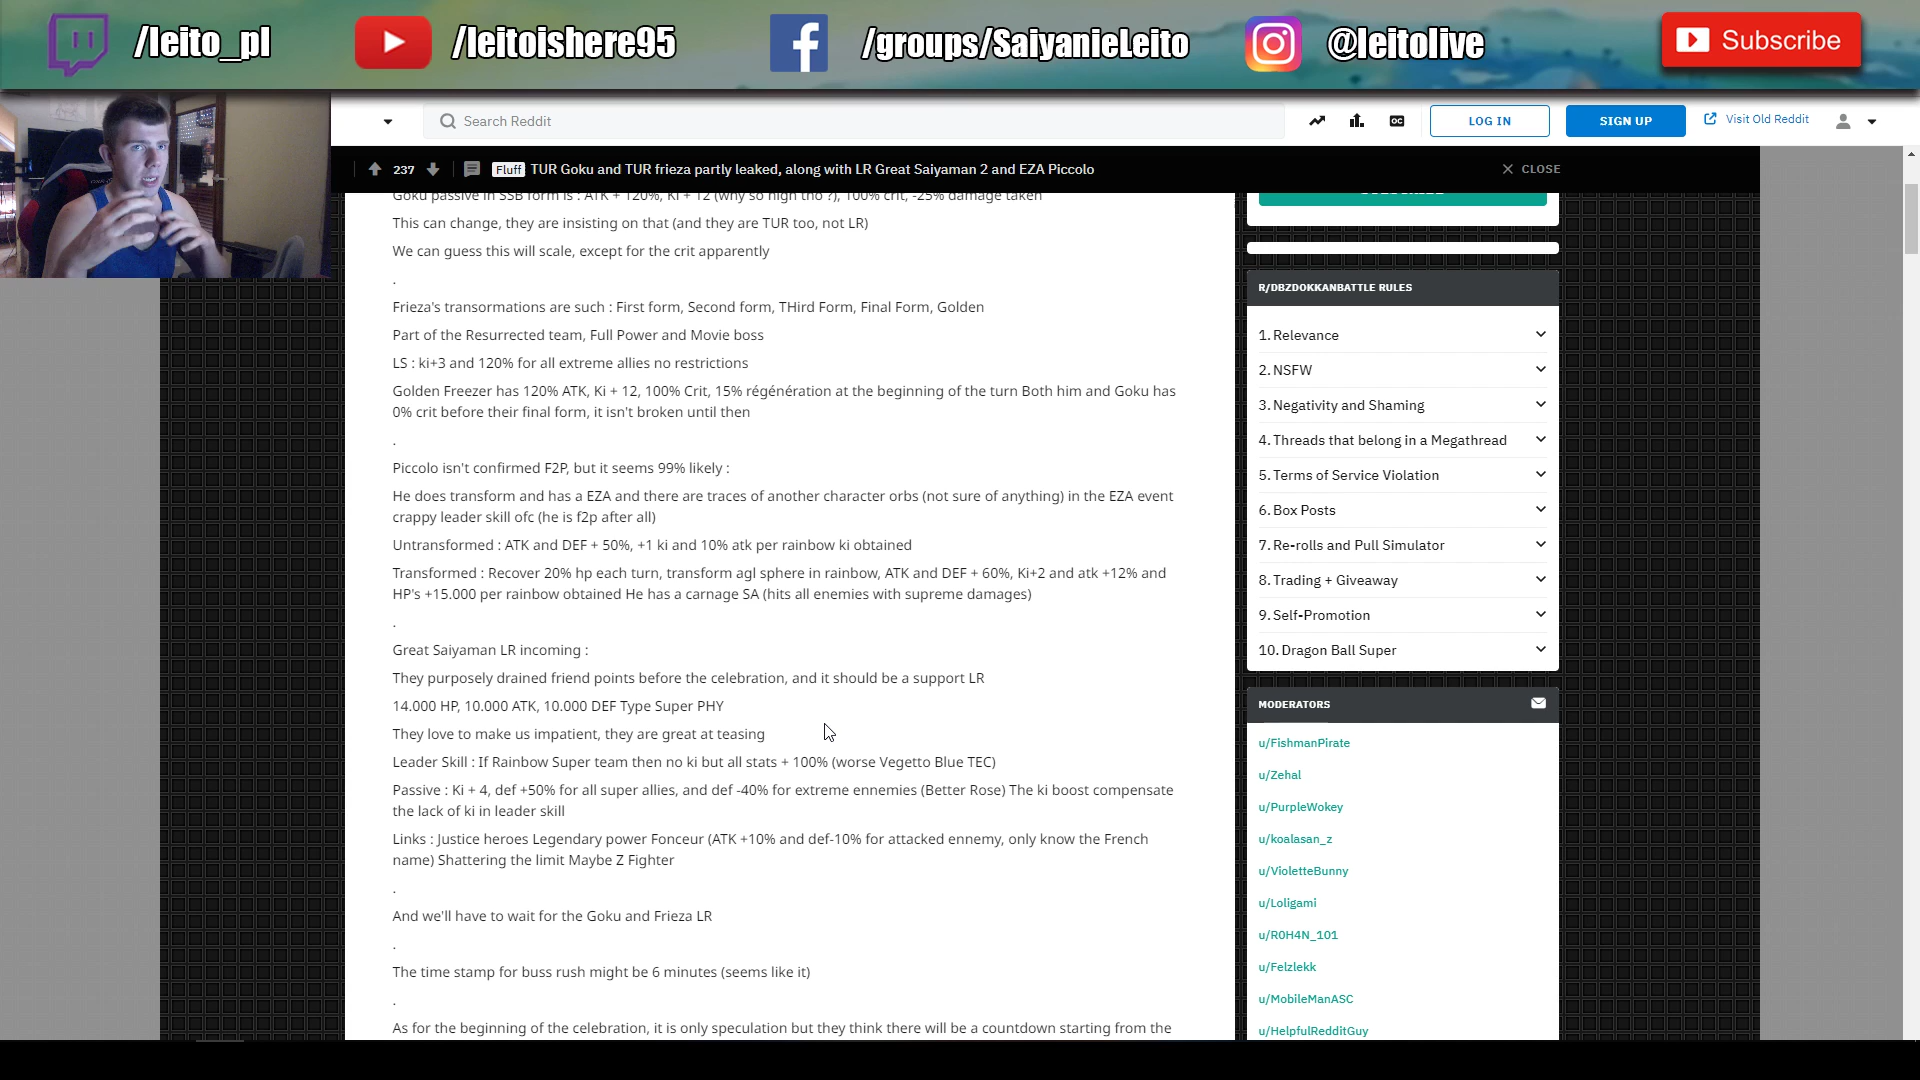 /leito_pl
/leitoishere95
/groups/SaiyanieLeito
@leitolive
Subscribe
Search Reddit
OC
LOG IN
SIGN UP
Visit Old Reddit
237
Fluff TUR Goku and TUR frieza partly leaked, along with LR Great Saiyaman 2 and EZA Piccolo
CLOSE
Goku passive in SSB form is : ATK + 120%, Ki + 12 (why so high tho ?), 100% crit, -25% damage taken
This can change, they are insisting on that (and they are TUR too, not LR)
We can guess this will scale, except for the crit apparently
.
Frieza's transormations are such : First form, Second form, THird Form, Final Form, Golden
Part of the Resurrected team, Full Power and Movie boss
LS : ki+3 and 120% for all extreme allies no restrictions
Golden Freezer has 120% ATK, Ki + 12, 100% Crit, 15% régénération at the beginning of the turn Both him and Goku has
0% crit before their final form, it isn't broken until then
.
Piccolo isn't confirmed F2P, but it seems 99% likely :
He does transform and has a EZA and there are traces of another character orbs (not sure of anything) in the EZA event
crappy leader skill ofc (he is f2p after all)
Untransformed : ATK and DEF + 50%, +1 ki and 10% atk per rainbow ki obtained
Transformed : Recover 20% hp each turn, transform agl sphere in rainbow, ATK and DEF + 60%, Ki+2 and atk +12% and
HP's +15.000 per rainbow obtained He has a carnage SA (hits all enemies with supreme damages)
.
Great Saiyaman LR incoming :
They purposely drained friend points before the celebration, and it should be a support LR
14.000 HP, 10.000 ATK, 10.000 DEF Type Super PHY
They love to make us impatient, they are great at teasing
Leader Skill : If Rainbow Super team then no ki but all stats + 100% (worse Vegetto Blue TEC)
Passive : Ki + 4, def +50% for all super allies, and def -40% for extreme ennemies (Better Rose) The ki boost compensate
the lack of ki in leader skill
Links : Justice heroes Legendary power Fonceur (ATK +10% and def-10% for attacked ennemy, only know the French
name) Shattering the limit Maybe Z Fighter
.
And we'll have to wait for the Goku and Frieza LR
.
The time stamp for buss rush might be 6 minutes (seems like it)
.
As for the beginning of the celebration, it is only speculation but they think there will be a countdown starting from the
R/DBZDOKKANBATTLE RULES
1. Relevance
2. NSFW
3. Negativity and Shaming
4. Threads that belong in a Megathread
5. Terms of Service Violation
6. Box Posts
7. Re-rolls and Pull Simulator
8. Trading + Giveaway
9. Self-Promotion
10. Dragon Ball Super
MODERATORS
u/FishmanPirate
u/Zehal
u/PurpleWokey
u/koalasan_z
u/VioletteBunny
u/Loligami
u/R0H4N_101
u/Felzlekk
u/MobileManASC
u/HelpfulRedditGuy